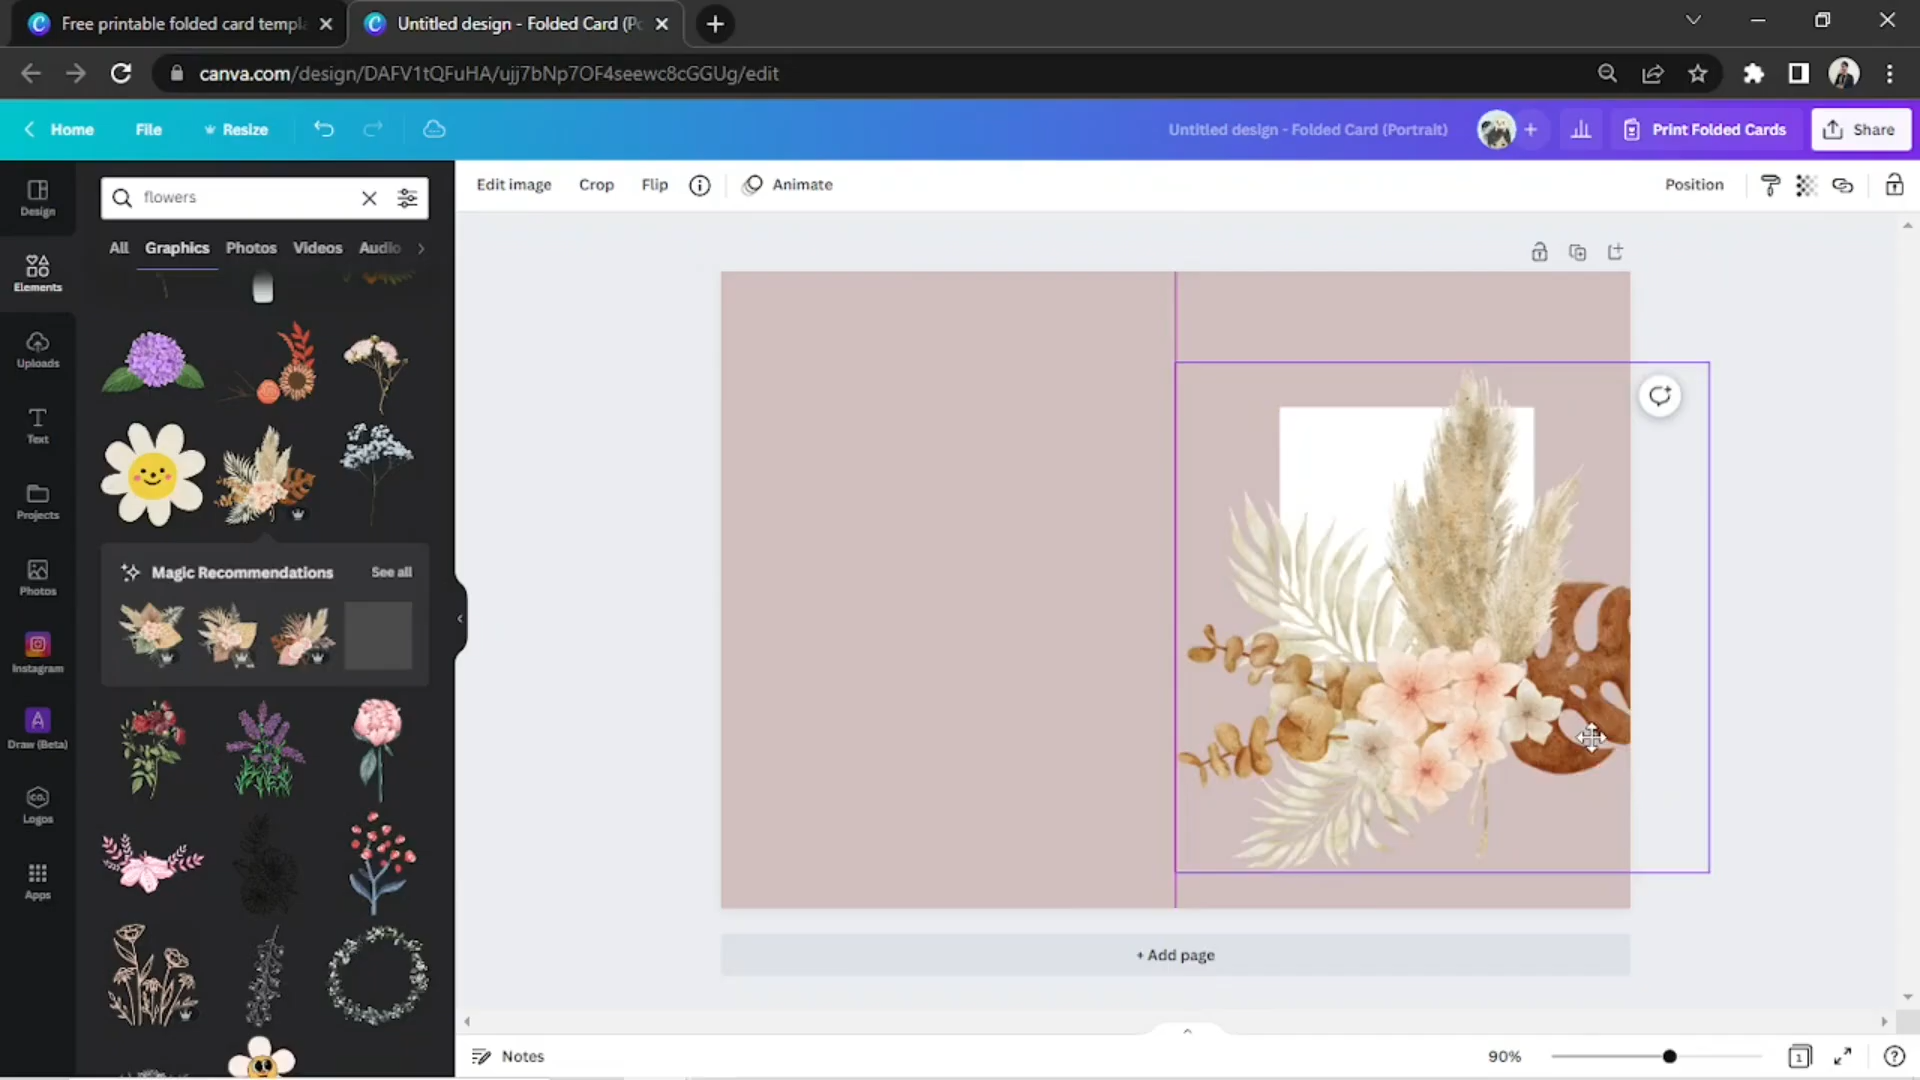 Free printable folded card templ
Untitled design - Folded Card (Po
canva.com/design/DAFV1tQFuHA/ujj7bNp7OF4seewc8cGGUg/edit
Home
File
Resize
Untitled design - Folded Card (Portrait)
Print Folded Cards
Share
Design
Elements
Uploads
Text
Projects
Photos
Instagram
Draw (Beta)
CO.
Logos
Apps
flowers
All
Graphics
Photos
Videos
Audio
Magic Recommendations
See all
Edit image
Crop
Flip
Animate
Position
+ Add page
Notes
90%
1